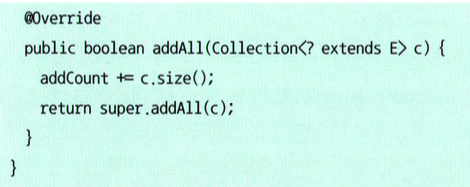 @Override
public boolean addAll(Collection<? extends E> c) {
addCount += c.size();
return super.addAll(c);
}
}